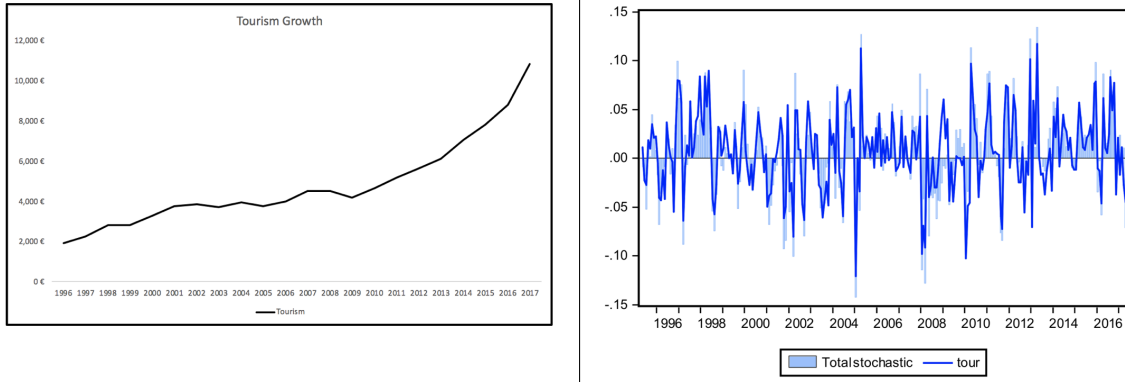 Tourism Growth
12,000 €
10,000 €
8,000 €
6,000 €
4,000 €
2,000 €
0 €
1996 1997 1998 1999 2000 2001 2002 2003 2004 2005 2006 2007 2008 2009 2010 2011 2012 2013 2014 2015 2016 2017
Tourism
.15
.10
.05
.00
-.05
-.10
-.15
1996 1998 2000 2002 2004 2006 2008 2010 2012 2014 2016
Total stochastic tour